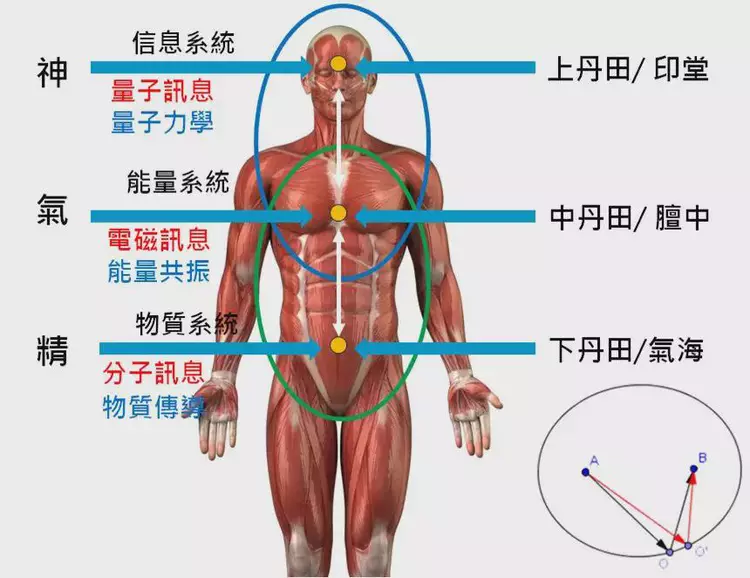 神
信息系統
量子訊息
量子力學
上丹田/ 印堂
氣
能量系統
電磁訊息
能量共振
中丹田/ 膻中
精
物質系統
分子訊息
物質傳導
下丹田/氣海
A
B
O
O'